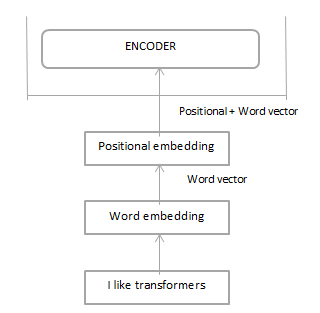 ENCODER
Positional + Word vector
Positional embedding
Word vector
Word embedding
I like transformers